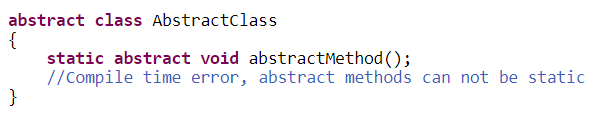 abstract class AbstractClass
{
    static abstract void abstractMethod();
    //Compile time error, abstract methods can not be static
}